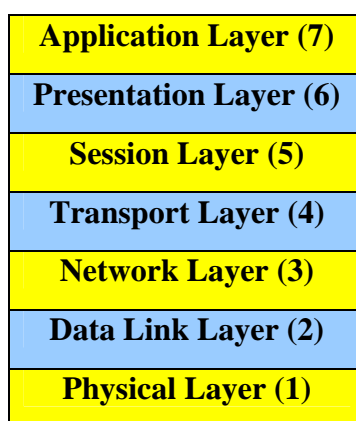 Application Layer (7)
Presentation Layer (6)
Session Layer (5)
Transport Layer (4)
Network Layer (3)
Data Link Layer (2)
Physical Layer (1)